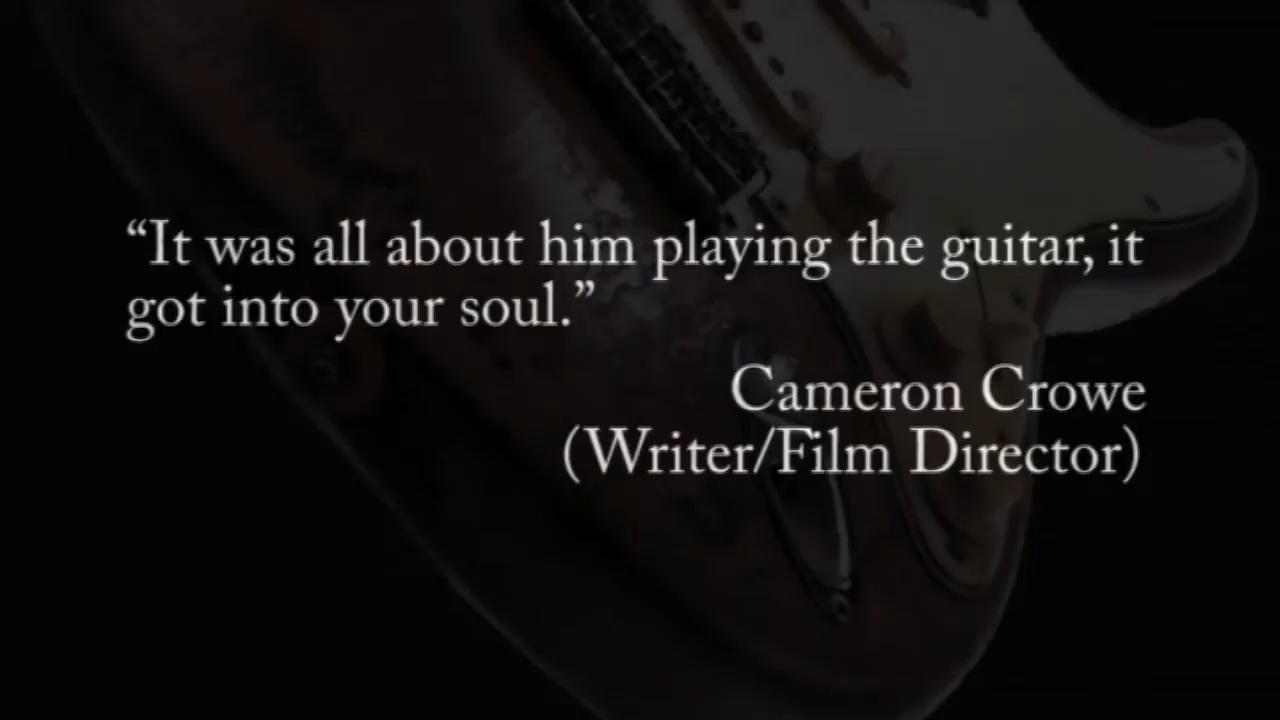 “It was all about him playing the guitar, it
got into your soul.”
Cameron Crowe
(Writer/Film Director)